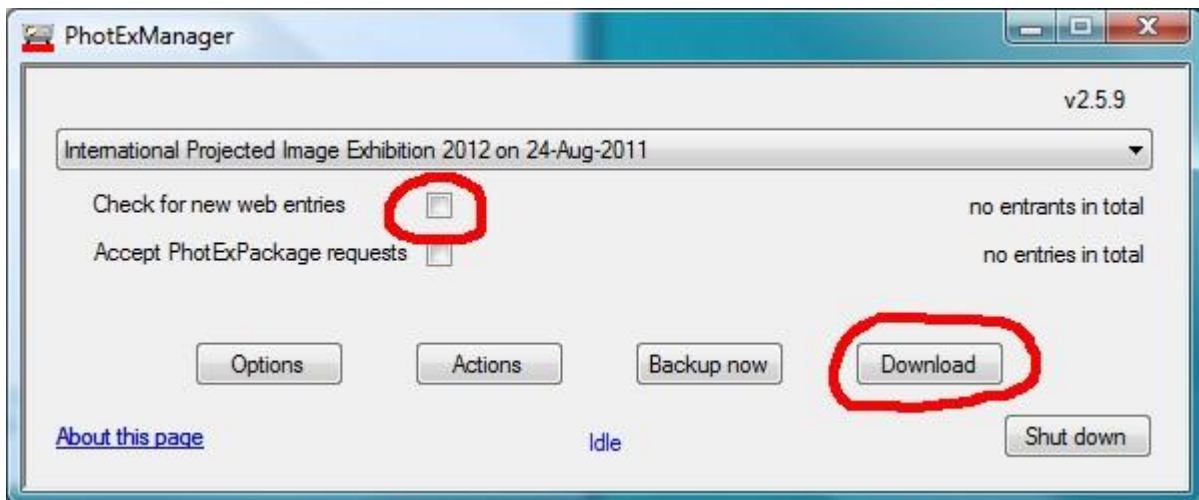 PhotExManager
v2.5.9
International Projected Image Exhibition 2012 on 24-Aug-2011
Check for new web entries no entrants in total
Accept PhotExPackage requests no entries in total
Options Actions Backup now Download
About this page Idle Shut down